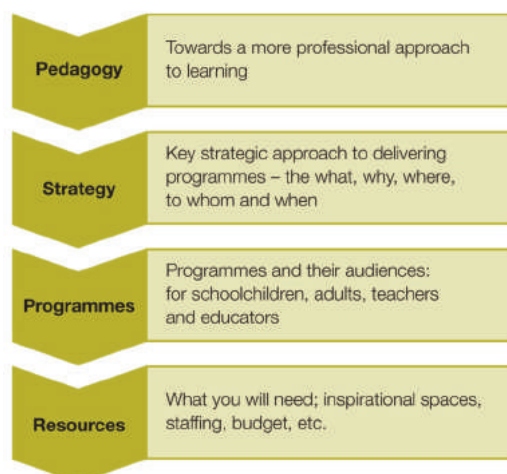 Pedagogy
Towards a more professional approach
to learning
Strategy
Key strategic approach to delivering
programmes – the what, why, where,
to whom and when
Programmes
Programmes and their audiences:
for schoolchildren, adults, teachers
and educators
Resources
What you will need; inspirational spaces,
staffing, budget, etc.